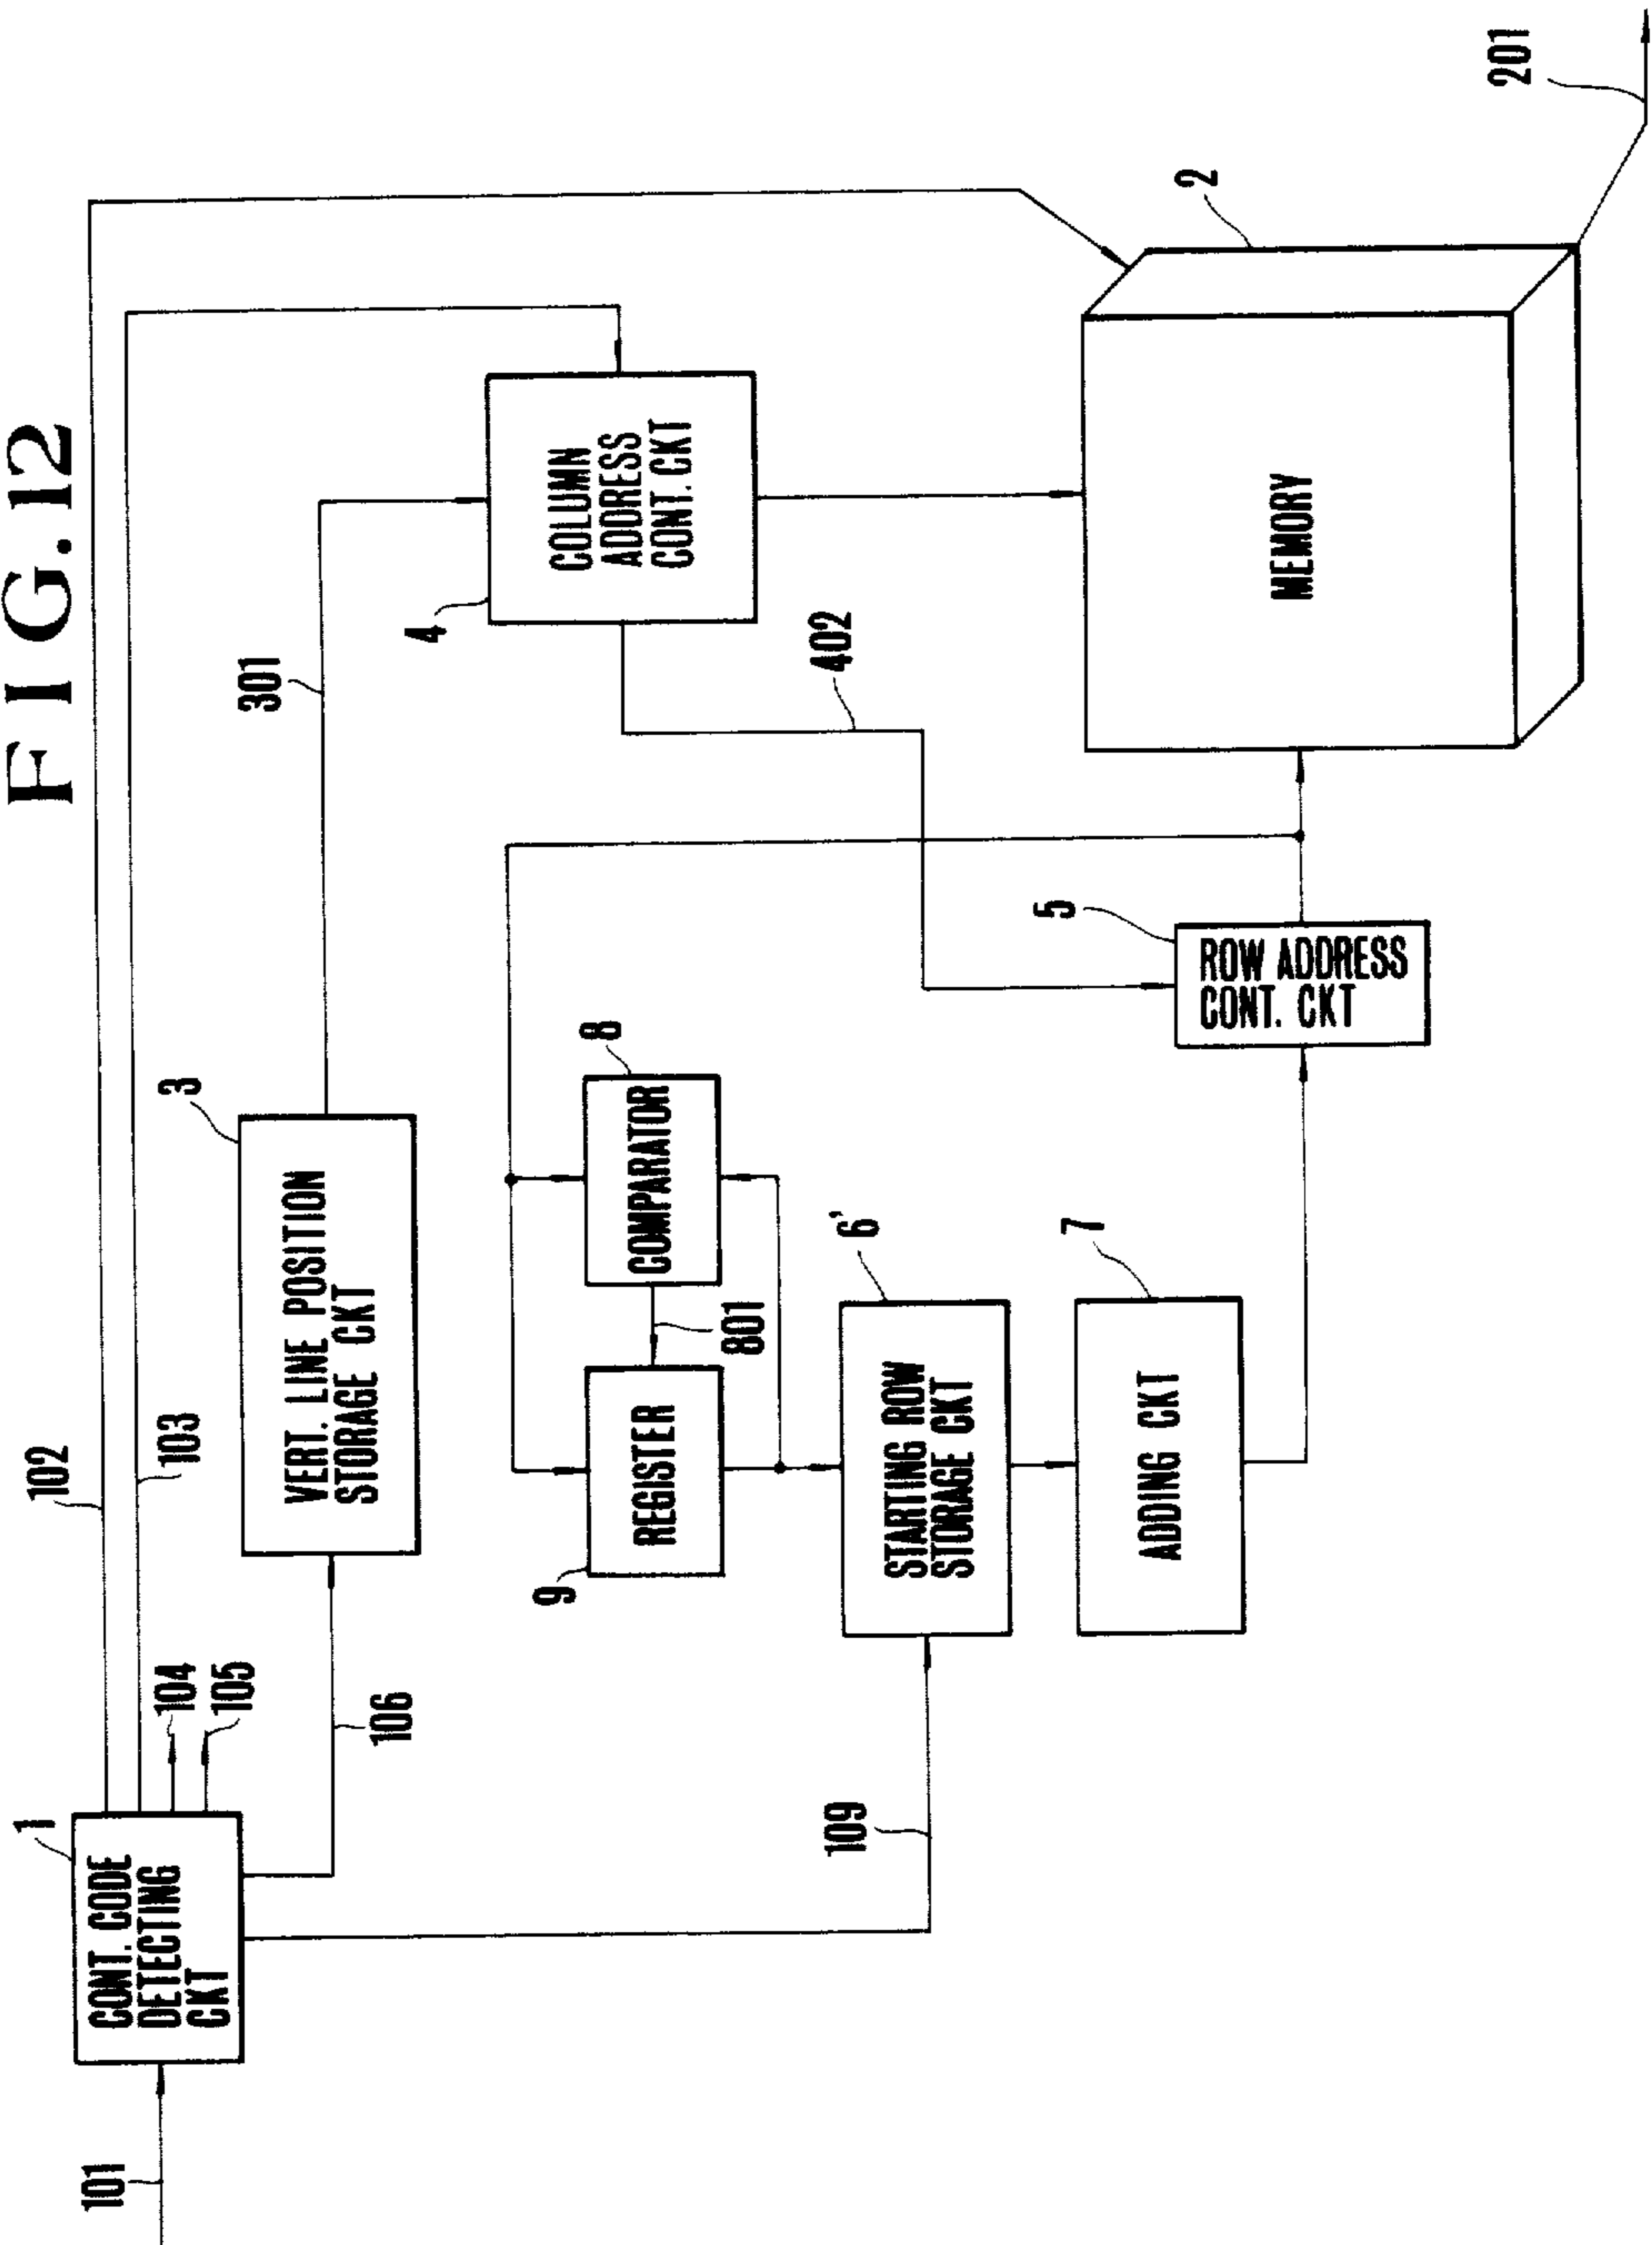 FIG.12
101
1
CONT. CODE
DETECTING
CKT
102
103
104
105
106
109
3
VERT. LINE POSITION
STORAGE CKT
301
4
COLUMN
ADDRESS
CONT. CKT
402
9
REGISTER
801
8
COMPARATOR
6'
STARTING ROW
STORAGE CKT
7
ADDING CKT
5
ROW ADDRESS
CONT. CKT
2
MEMORY
201